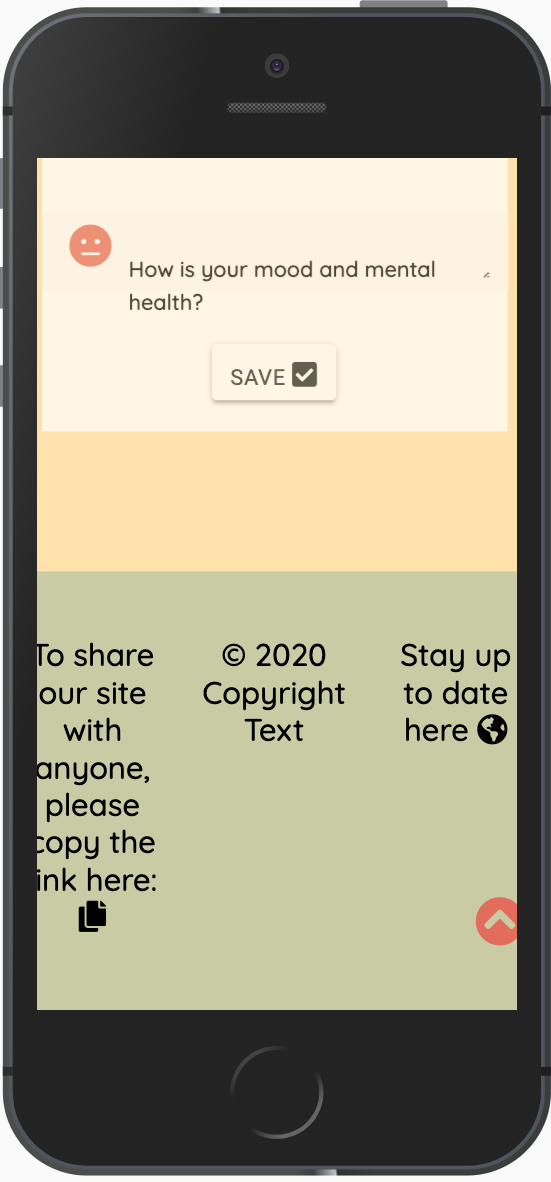 How is your mood and mental
health?
SAVE
To share
our site
with
anyone,
please
copy the
link here:
© 2020
Copyright
Text
Stay up
to date
here